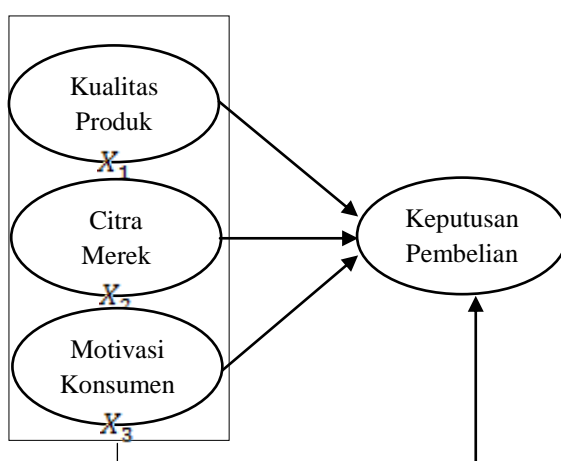 Kualitas
Produk
X₁
Citra
Merek
X₂
Motivasi
Konsumen
X₃
Keputusan
Pembelian